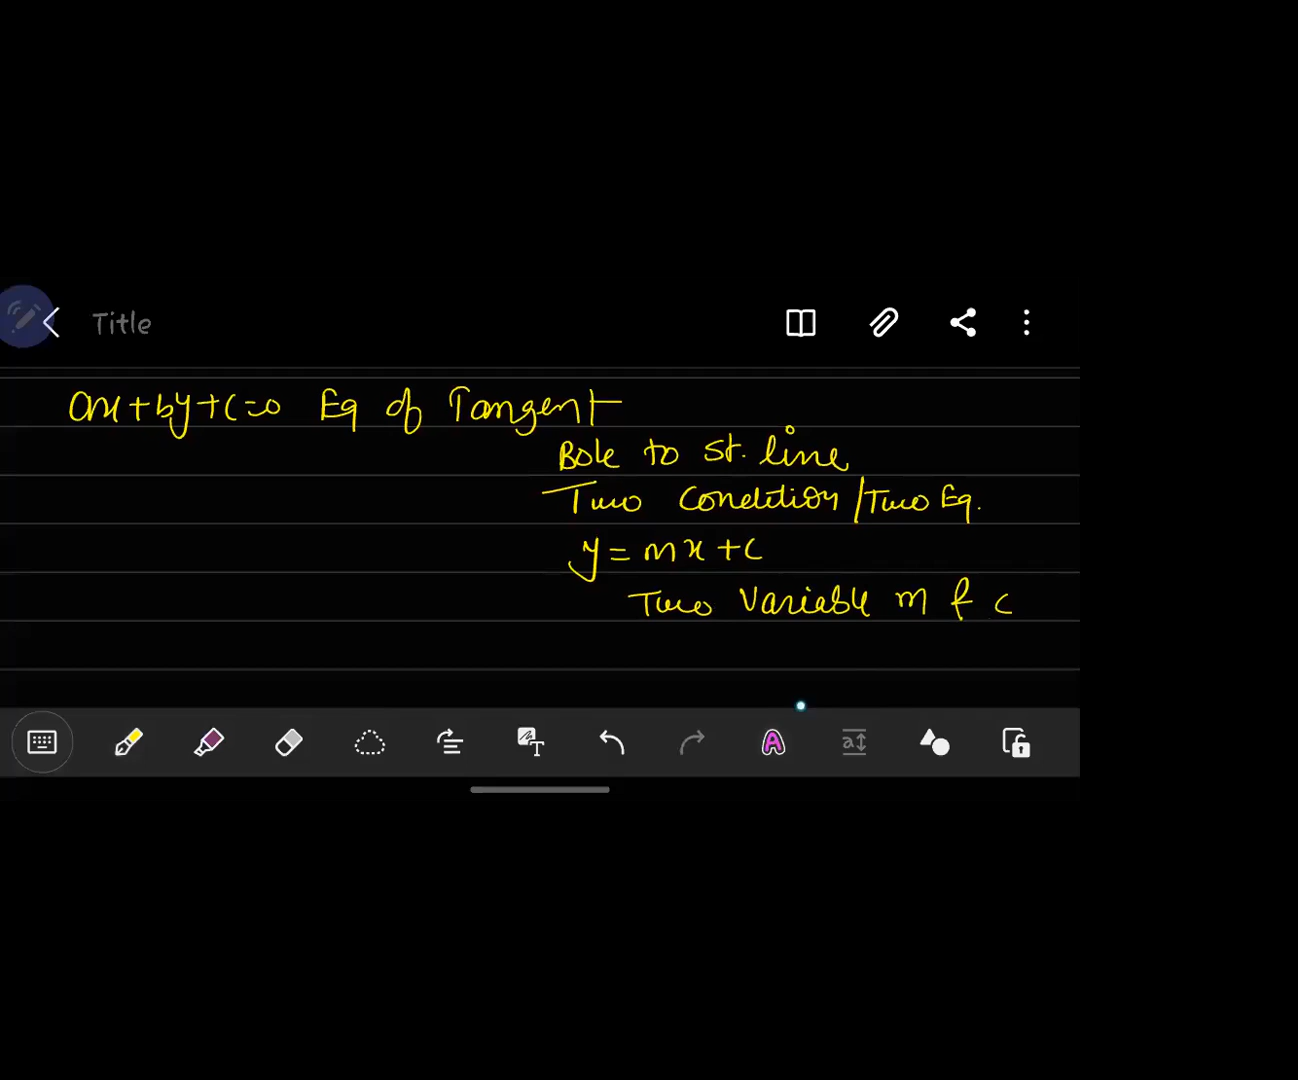 Title
ax+by+c=0 Eq of Tangent
Bole to st. line
Two Condition/Two Eq.
y = mx + c
Two Variable m & c